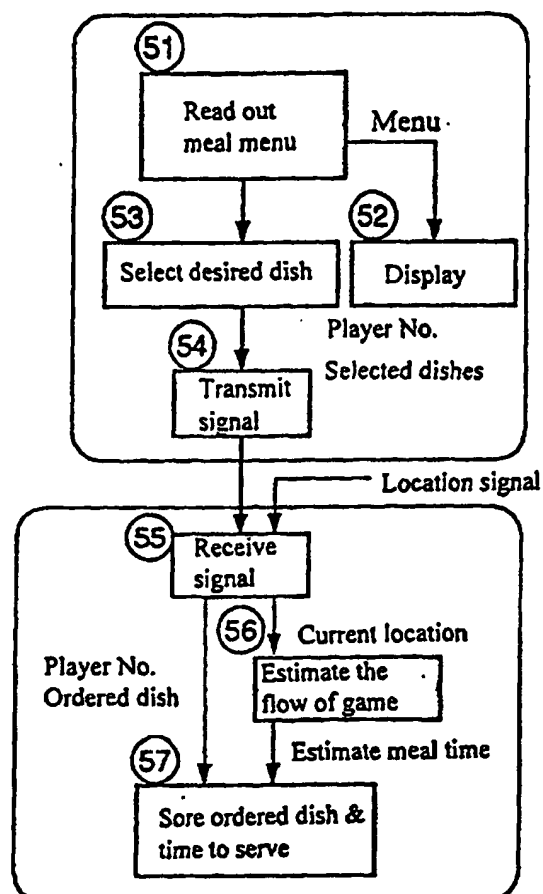 51
Read out
meal menu
Menu
53
Select desired dish
52
Display
54
Transmit
signal
Player No.
Selected dishes
Location signal
55
Receive
signal
56
Current location
Player No.
Ordered dish
Estimate the
flow of game
Estimate meal time
57
Sore ordered dish &
time to serve